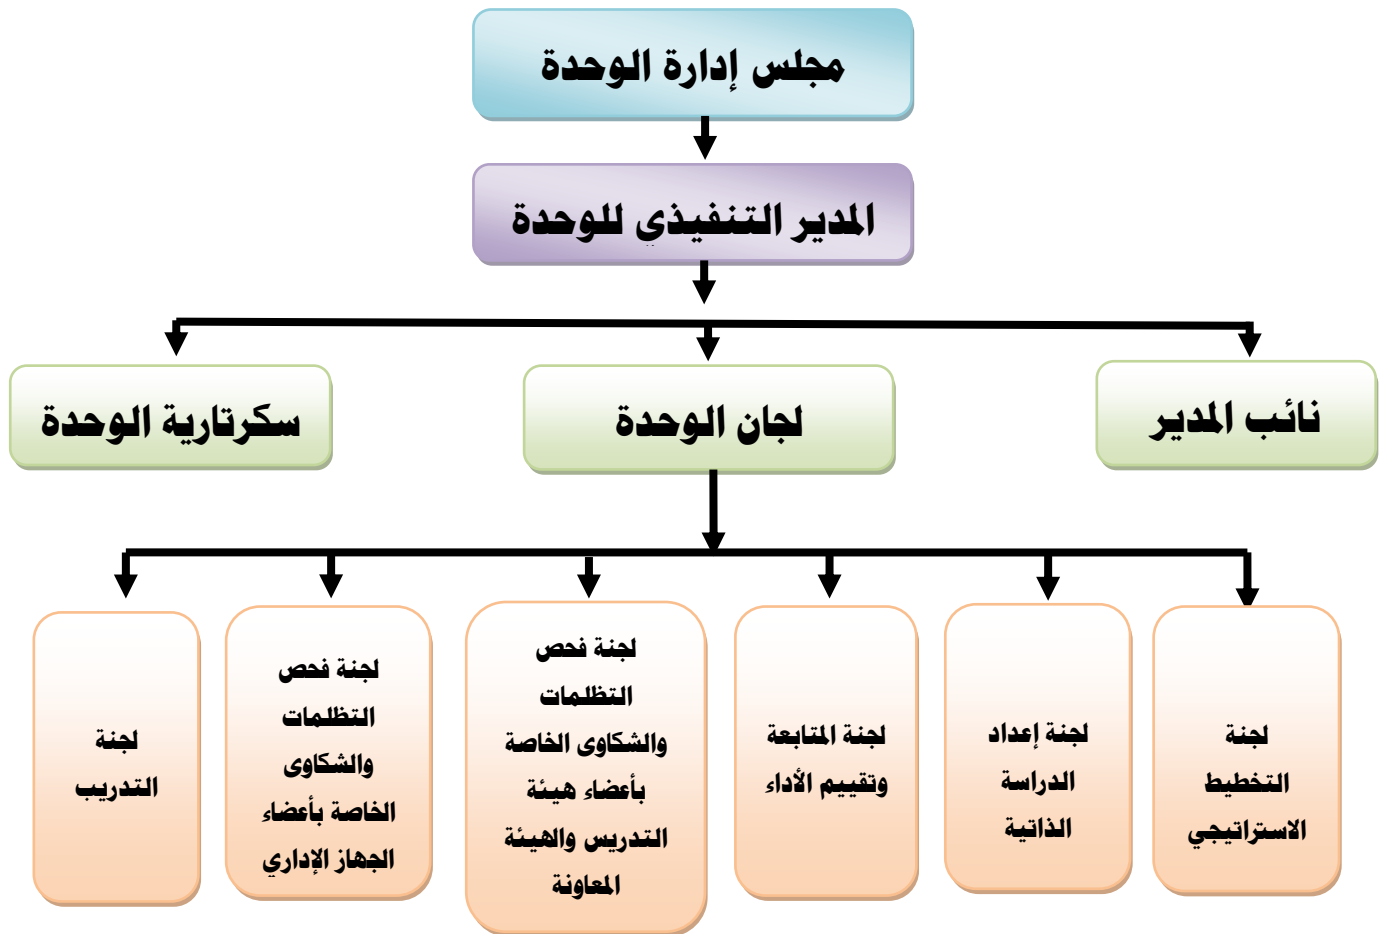 مجلس إدارة الوحدة
المدير التنفيذي للوحدة
نائب المدير
لجان الوحدة
سكرتارية الوحدة
لجنة
التخطيط
الاستراتيجي
لجنة إعداد
الدراسة
الذاتية
لجنة المتابعة
وتقييم الأداء
لجنة فحص
التظلمات
والشكاوى الخاصة
بأعضاء هيئة
التدريس والهيئة
المعاونة
لجنة فحص
التظلمات
والشكاوى
الخاصة بأعضاء
الجهاز الإداري
لجنة
التدريب